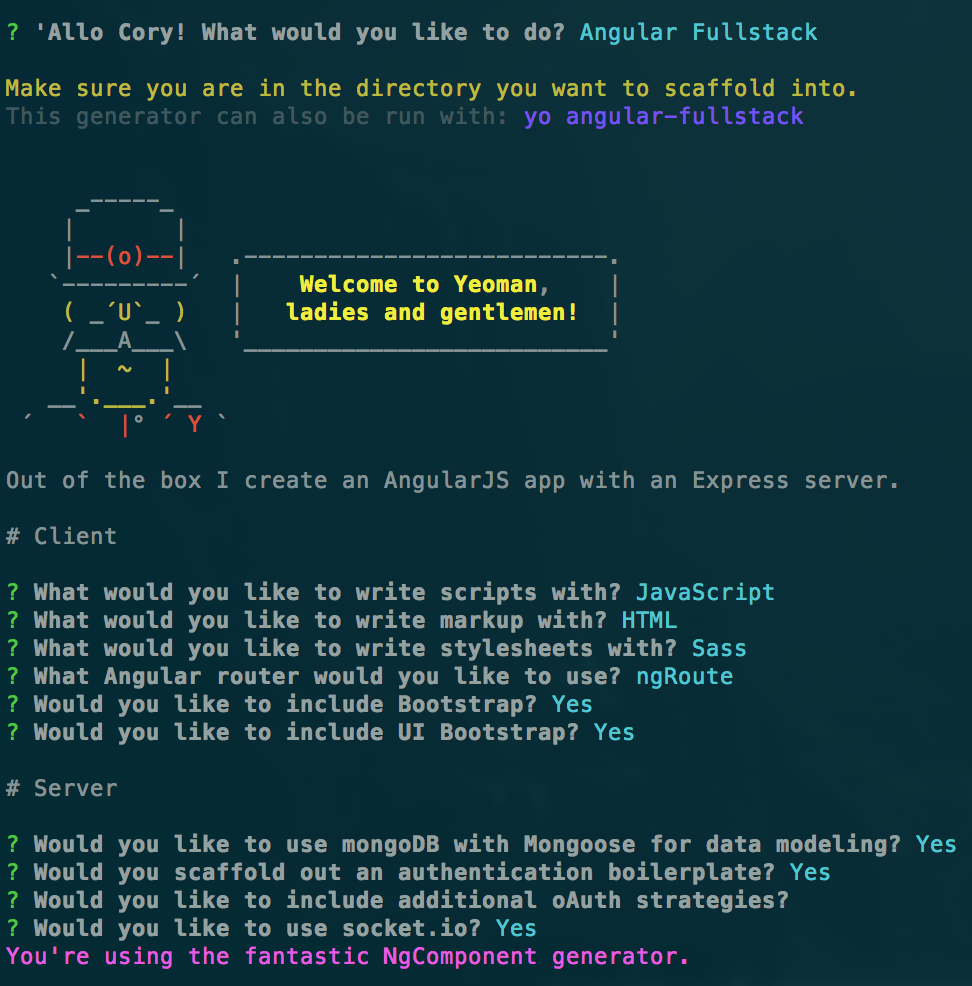 ? 'Allo Cory! What would you like to do? Angular Fullstack
Make sure you are in the directory you want to scaffold into.
This generator can also be run with: yo angular-fullstack
     _-----_
    |       |
    |--(o)--|   .--------------------------.
   `---------´  |    Welcome to Yeoman,    |
    ( _´U`_ )   |   ladies and gentlemen!  |
    /___A___\   '__________________________'
     |  ~  |
   __'.___.'__
 ´   `  |° ´ Y `
Out of the box I create an AngularJS app with an Express server.
# Client
? What would you like to write scripts with? JavaScript
? What would you like to write markup with? HTML
? What would you like to write stylesheets with? Sass
? What Angular router would you like to use? ngRoute
? Would you like to include Bootstrap? Yes
? Would you like to include UI Bootstrap? Yes
# Server
? Would you like to use mongoDB with Mongoose for data modeling? Yes
? Would you scaffold out an authentication boilerplate? Yes
? Would you like to include additional oAuth strategies?
? Would you like to use socket.io? Yes
You're using the fantastic NgComponent generator.